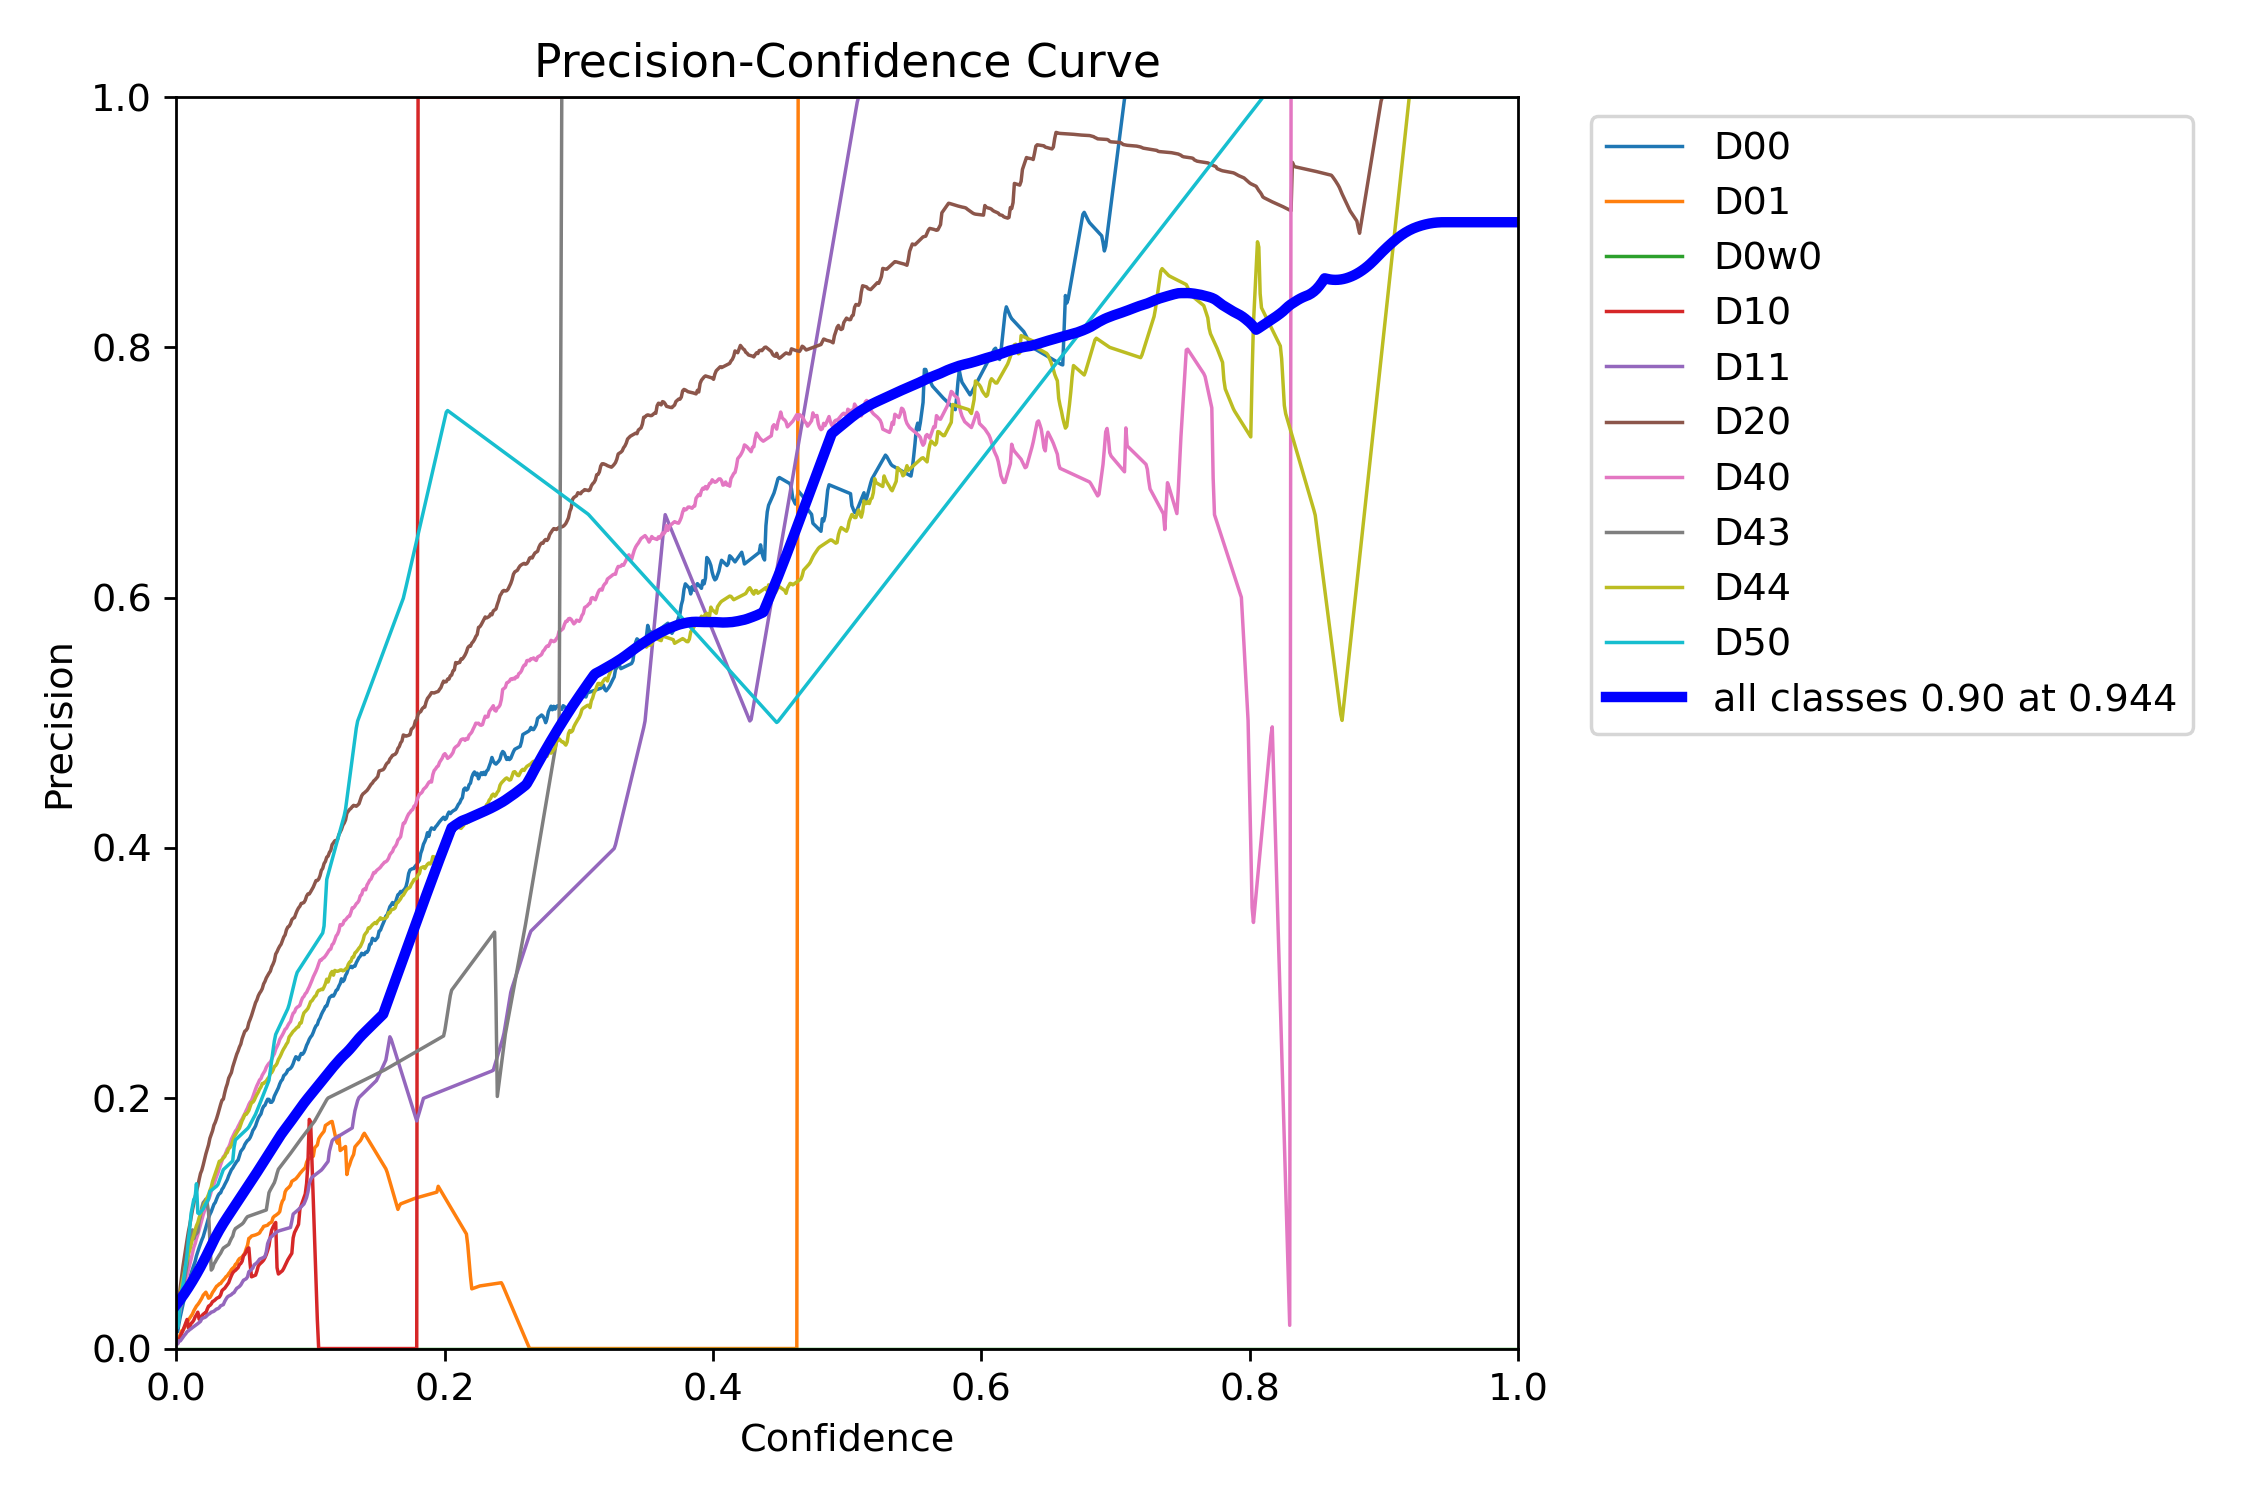 Precision-Confidence Curve
1.0
0.8
0.6
0.4
0.2
0.0
Precision
0.0 0.2 0.4 0.6 0.8 1.0
Confidence
D00
D01
D0w0
D10
D11
D20
D40
D43
D44
D50
all classes 0.90 at 0.944